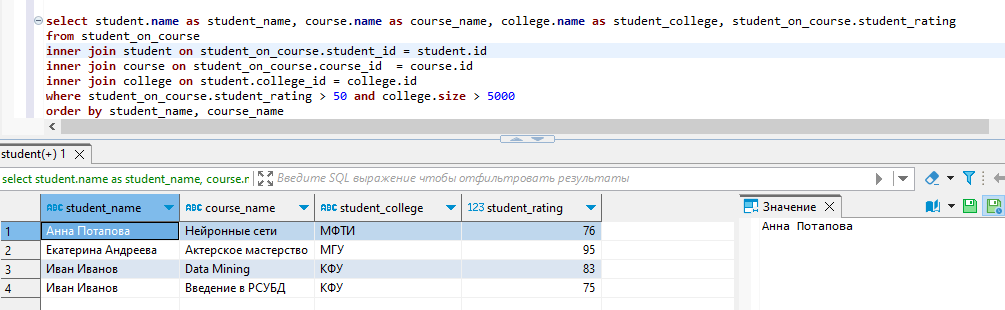 select student.name as student_name, course.name as course_name, college.name as student_college, student_on_course.student_rating
from student_on_course
inner join student on student_on_course.student_id = student.id
inner join course on student_on_course.course_id  = course.id
inner join college on student.college_id = college.id
where student_on_course.student_rating > 50 and college.size > 5000
order by student_name, course_name
student(+) 1
select student.name as student_name, course.r
Введите SQL выражение чтобы отфильтровать результаты
ABC student_name ABC course_name ABC student_college 123 student_rating
Значение
1 Анна Потапова Нейронные сети МФТИ 76
Анна Потапова
2 Екатерина Андреева Актерское мастерство МГУ 95
3 Иван Иванов Data Mining КФУ 83
4 Иван Иванов Введение в РСУБД КФУ 75